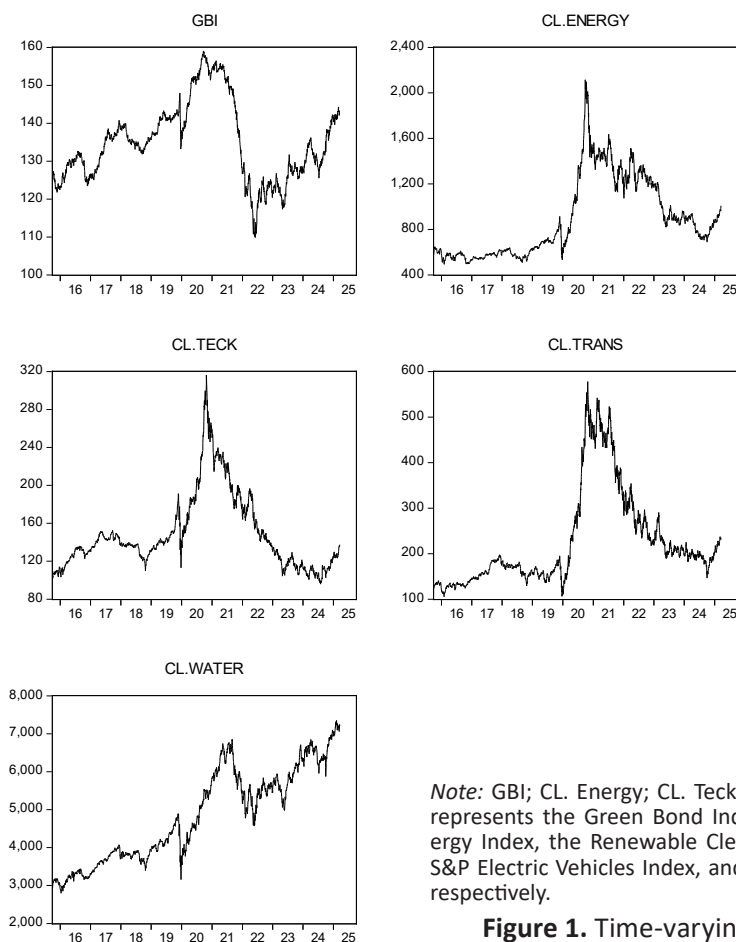 GBI
160
150
140
130
120
110
100
16 17 18 19 20 21 22 23 24 25
CL.ENERGY
2,400
2,000
1,600
1,200
800
400
16 17 18 19 20 21 22 23 24 25
CL.TECK
320
280
240
200
160
120
80
16 17 18 19 20 21 22 23 24 25
CL.TRANS
600
500
400
300
200
100
16 17 18 19 20 21 22 23 24 25
CL.WATER
8,000
7,000
6,000
5,000
4,000
3,000
2,000
16 17 18 19 20 21 22 23 24 25
Note: GBI; CL. Energy; CL. Teck
represents the Green Bond Ind
ergy Index, the Renewable Cle
S&P Electric Vehicles Index, and
respectively.
Figure 1. Time-varyin